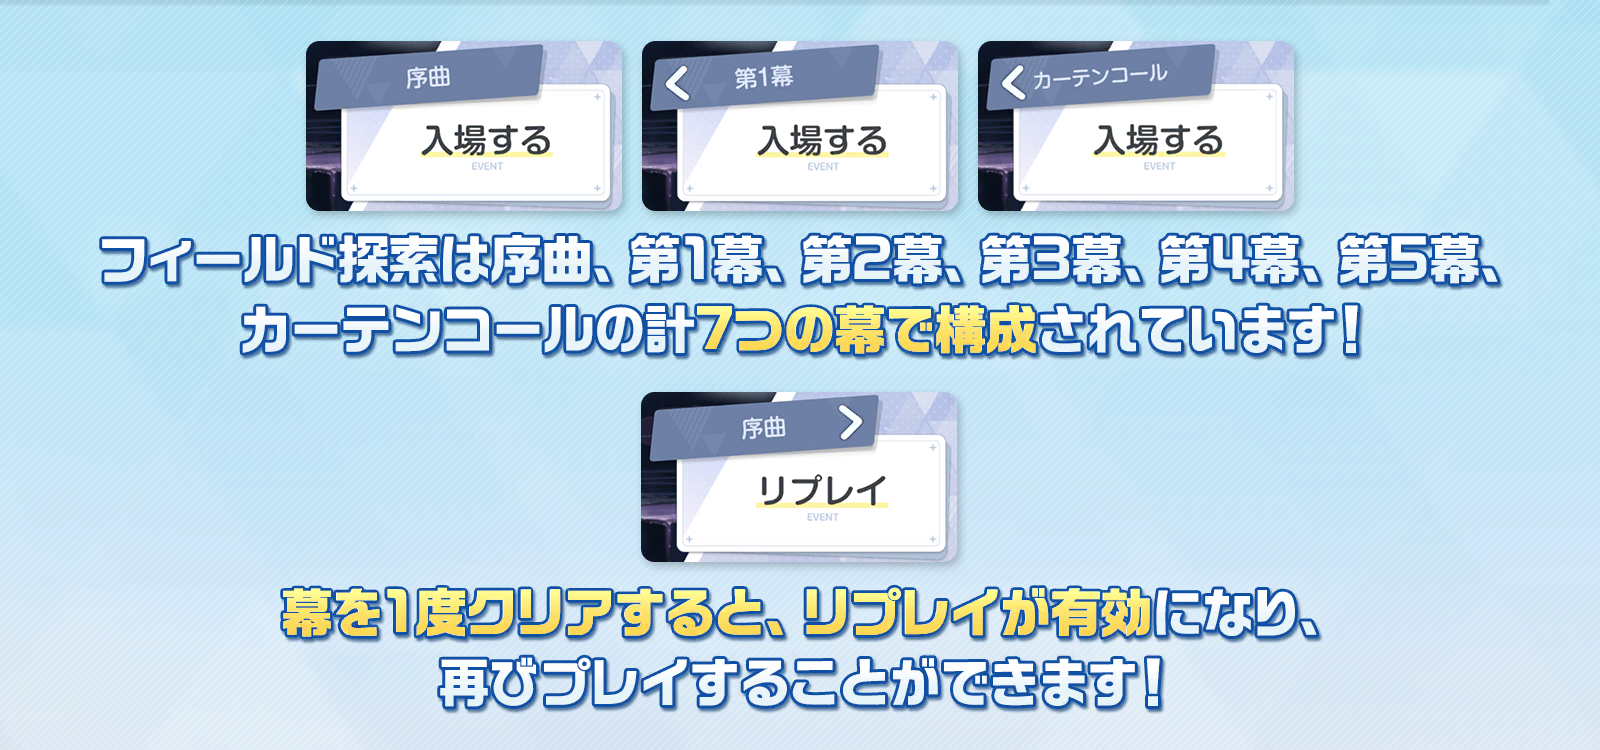 序曲
入場する
EVENT
第1幕
入場する
EVENT
カーテンコール
入場する
EVENT
フィールド探索は序曲、第1幕、第2幕、第3幕、第4幕、第5幕、
カーテンコールの計7つの幕で構成されています！
序曲
リプレイ
EVENT
幕を1度クリアすると、リプレイが有効になり、
再びプレイすることができます！